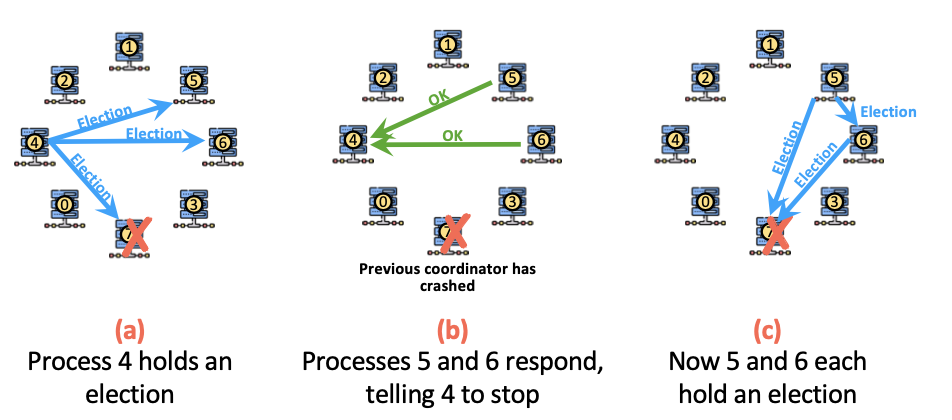 1
2
5
Election
4
Election
6
Election
0
3
7
(a)
Process 4 holds an
election
1
2
5
OK
4
OK
6
0
3
7
Previous coordinator has
crashed
(b)
Processes 5 and 6 respond,
telling 4 to stop
1
2
5
Election
4
Election
6
Election
0
3
7
(c)
Now 5 and 6 each
hold an election